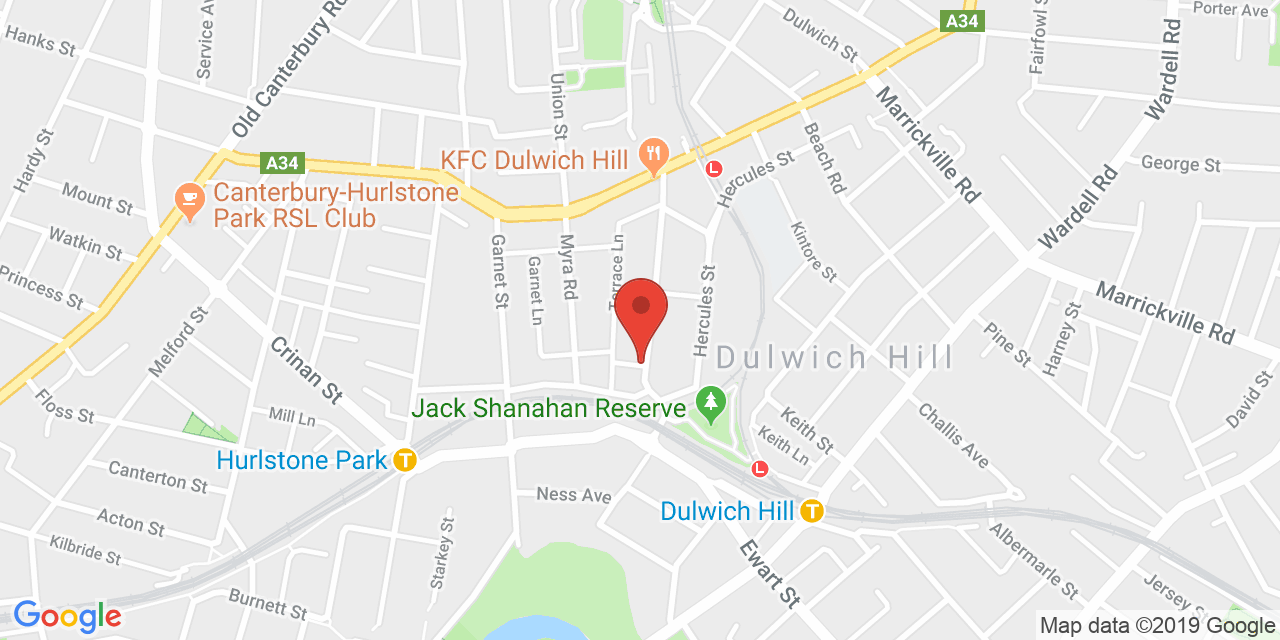 Porter Ave
A34
Dulwich St
Fairfowl S
Wardell Rd
Hanks St
Service Av
Old Canterbury Ro
Union St
Marrickville Rd
Beach Rd
George St
A34
KFC Dulwich Hill
L
Hercules St
Hardy St
Mount St
Canterbury-Hurlstone
Park RSL Club
Wardell Rd
Watkin St
Kintore St
Garnet St
Garnet Ln
Myra Rd
Terrace Ln
Princess St
Hercules St
Marrickville Rd
Melford St
Pine St
Harney St
Crinan St
Dulwich Hill
Floss St
Mill Ln
Jack Shanahan Reserve
Keith St
Keith Ln
Challis Ave
David St
Hurlstone Park
T
L
Canterton St
Ness Ave
Dulwich Hill
T
Acton St
Starkey St
Kilbride St
Ewart St
Albermarle St
Jersey St
Burnett St
Google
Map data ©2019 Google